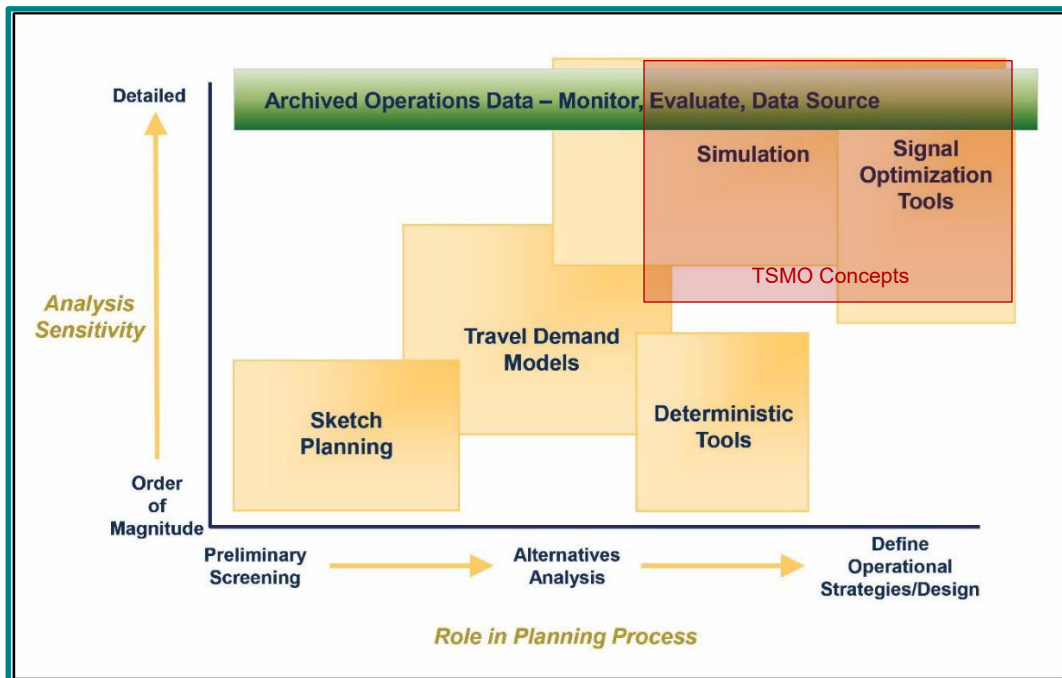 Detailed
Archived Operations Data – Monitor, Evaluate, Data Source
Simulation
Signal
Optimization
Tools
TSMO Concepts
Analysis
Sensitivity
Travel Demand
Models
Sketch
Planning
Deterministic
Tools
Order
of
Magnitude
Preliminary
Screening
Alternatives
Analysis
Define
Operational
Strategies/Design
Role in Planning Process